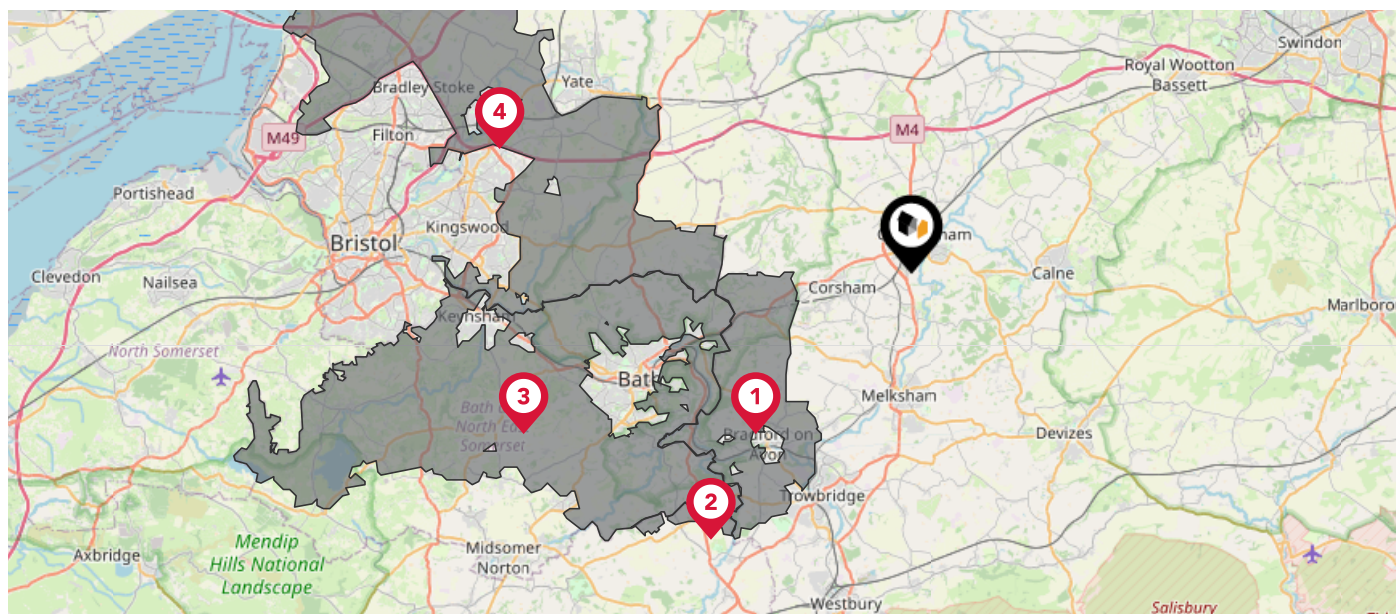 Swindon
Royal Wootton
Bassett
Yate
Bradley Stoke
4
M4
Filton
M49
Portishead
Kingswood
Bristol
Clevedon
Nailsea
Calne
Corsham
Marlboro
Keynsham
North Somerset
Bath
3
1
Melksham
North East
Somerset
Bradford on
Avon
Devizes
2
Trowbridge
Axbridge
Mendip
Hills National
Landscape
Midsomer
Norton
Westbury
Salisbury